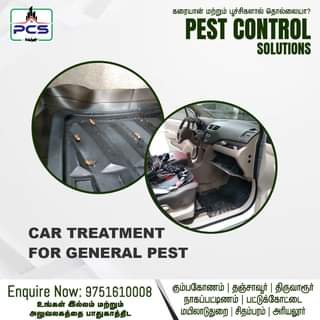 PCS
கரையான் மற்றும் பூச்சிகளால் தொல்லையா?
PEST CONTROL
SOLUTIONS
CAR TREATMENT
FOR GENERAL PEST
Enquire Now: 9751610008
உங்கள் இல்லம் மற்றும்
அலுவலகத்தை பாதுகாத்திட
கும்பகோணம் | தஞ்சாவூர் | திருவாரூர்
நாகப்பட்டிணம் | பட்டுக்கோட்டை
மயிலாடுதுறை | சிதம்பரம் | அரியலூர்